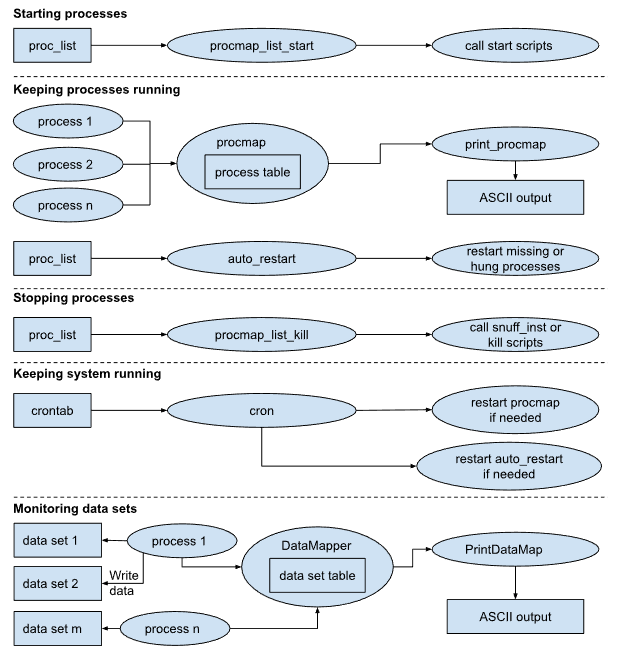 Starting processes
proc_list
procmap_list_start
call start scripts
Keeping processes running
process 1
process 2
process n
procmap
process table
print_procmap
ASCII output
proc_list
auto_restart
restart missing or
hung processes
Stopping processes
proc_list
procmap_list_kill
call snuff_inst or
kill scripts
Keeping system running
crontab
cron
restart procmap
if needed
restart auto_restart
if needed
Monitoring data sets
data set 1
process 1
data set 2
Write
data
data set m
process n
DataMapper
data set table
PrintDataMap
ASCII output